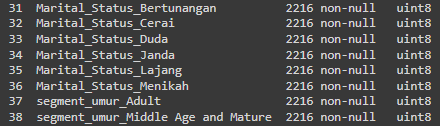 31 Marital_Status_Bertunangan 2216 non-null uint8
32 Marital_Status_Cerai 2216 non-null uint8
33 Marital_Status_Duda 2216 non-null uint8
34 Marital_Status_Janda 2216 non-null uint8
35 Marital_Status_Lajang 2216 non-null uint8
36 Marital_Status_Menikah 2216 non-null uint8
37 segment_umur_Adult 2216 non-null uint8
38 segment_umur_Middle Age and Mature 2216 non-null uint8